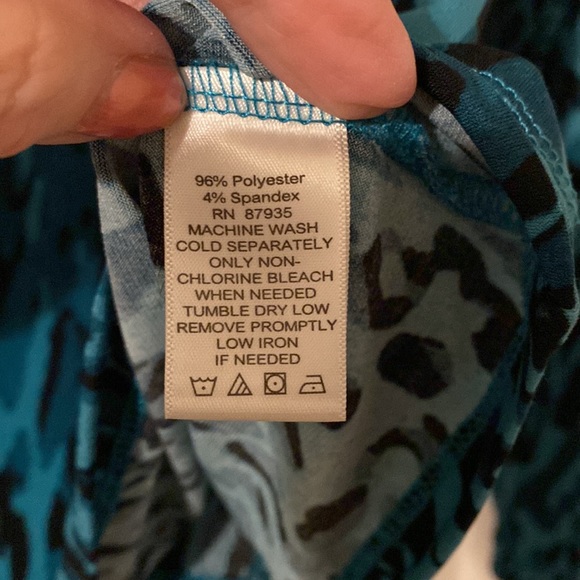 96% Polyester
4% Spandex
RN 87935
MACHINE WASH
COLD SEPARATELY
ONLY NON-
CHLORINE BLEACH
WHEN NEEDED
TUMBLE DRY LOW
REMOVE PROMPTLY
LOW IRON
IF NEEDED